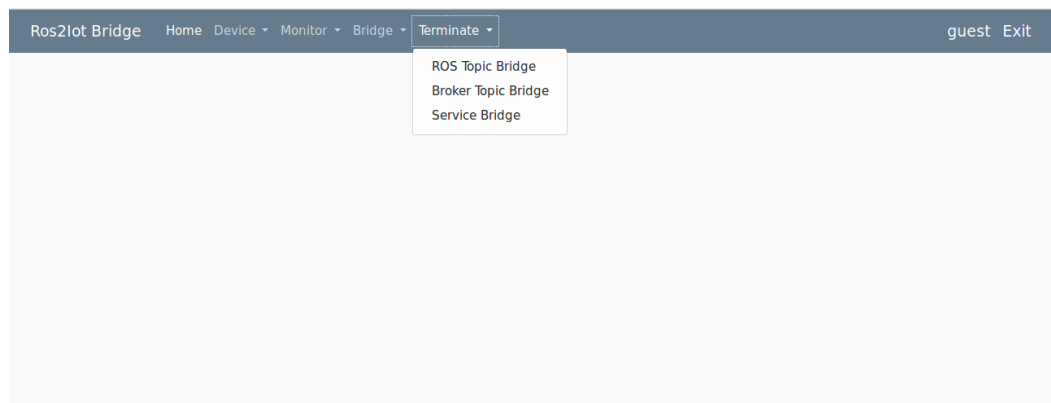 Ros2Iot Bridge Home Device Monitor Bridge Terminate guest Exit
ROS Topic Bridge
Broker Topic Bridge
Service Bridge